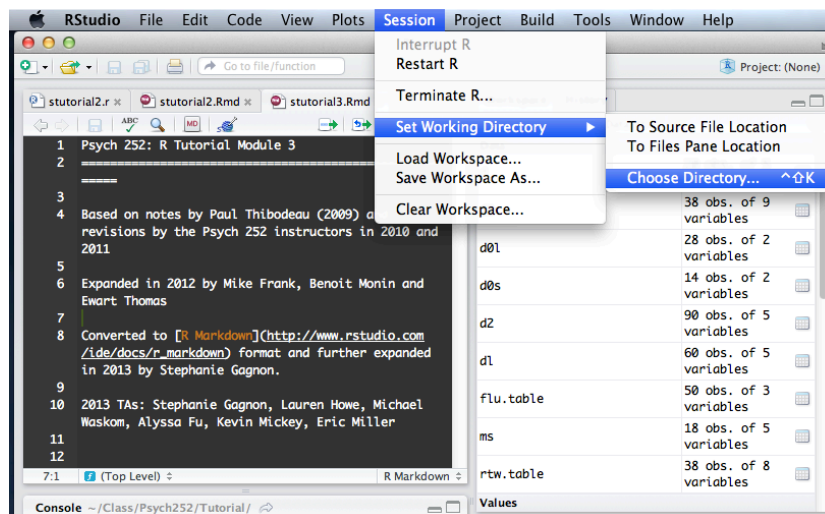 RStudio File Edit Code View Plots Session Project Build Tools Window Help
Go to file/function
Project: (None)
Interrupt R
Restart R
Terminate R...
Set Working Directory
Load Workspace...
Save Workspace As...
Clear Workspace...
To Source File Location
To Files Pane Location
Choose Directory... ^⇧K
stutorial2.r × stutorial2.Rmd × stutorial3.Rmd
ABC MD
1 Psych 252: R Tutorial Module 3
2 ================================================
=====
3
4 Based on notes by Paul Thibodeau (2009) a
revisions by the Psych 252 instructors in 2010 and
2011
5
6 Expanded in 2012 by Mike Frank, Benoit Monin and
Ewart Thomas
7
8 Converted to [R Markdown](http://www.rstudio.com
/ide/docs/r_markdown) format and further expanded
in 2013 by Stephanie Gagnon.
9
10 2013 TAs: Stephanie Gagnon, Lauren Howe, Michael
Waskom, Alyssa Fu, Kevin Mickey, Eric Miller
11
12
7:1 (Top Level) R Markdown
Console ~/Class/Psych252/Tutorial/
38 obs. of 9
variables
d0l 28 obs. of 2
variables
d0s 14 obs. of 2
variables
d2 90 obs. of 5
variables
dl 60 obs. of 5
variables
flu.table 50 obs. of 3
variables
ms 18 obs. of 5
variables
rtw.table 38 obs. of 8
variables
Values